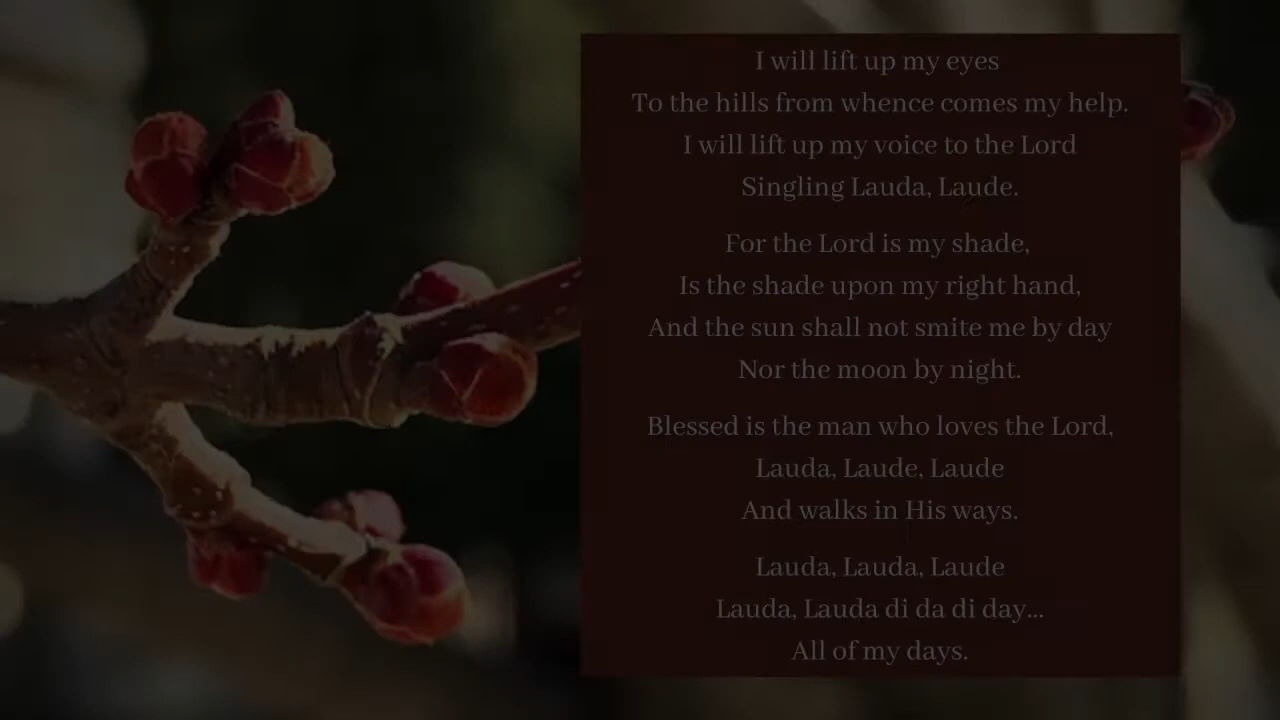 I will lift up my eyes
To the hills from whence comes my help.
I will lift up my voice to the Lord
Singling Lauda, Laude.
For the Lord is my shade,
Is the shade upon my right hand,
And the sun shall not smite me by day
Nor the moon by night.
Blessed is the man who loves the Lord,
Lauda, Laude, Laude
And walks in His ways.
Lauda, Lauda, Laude
Lauda, Lauda di da di day...
All of my days.